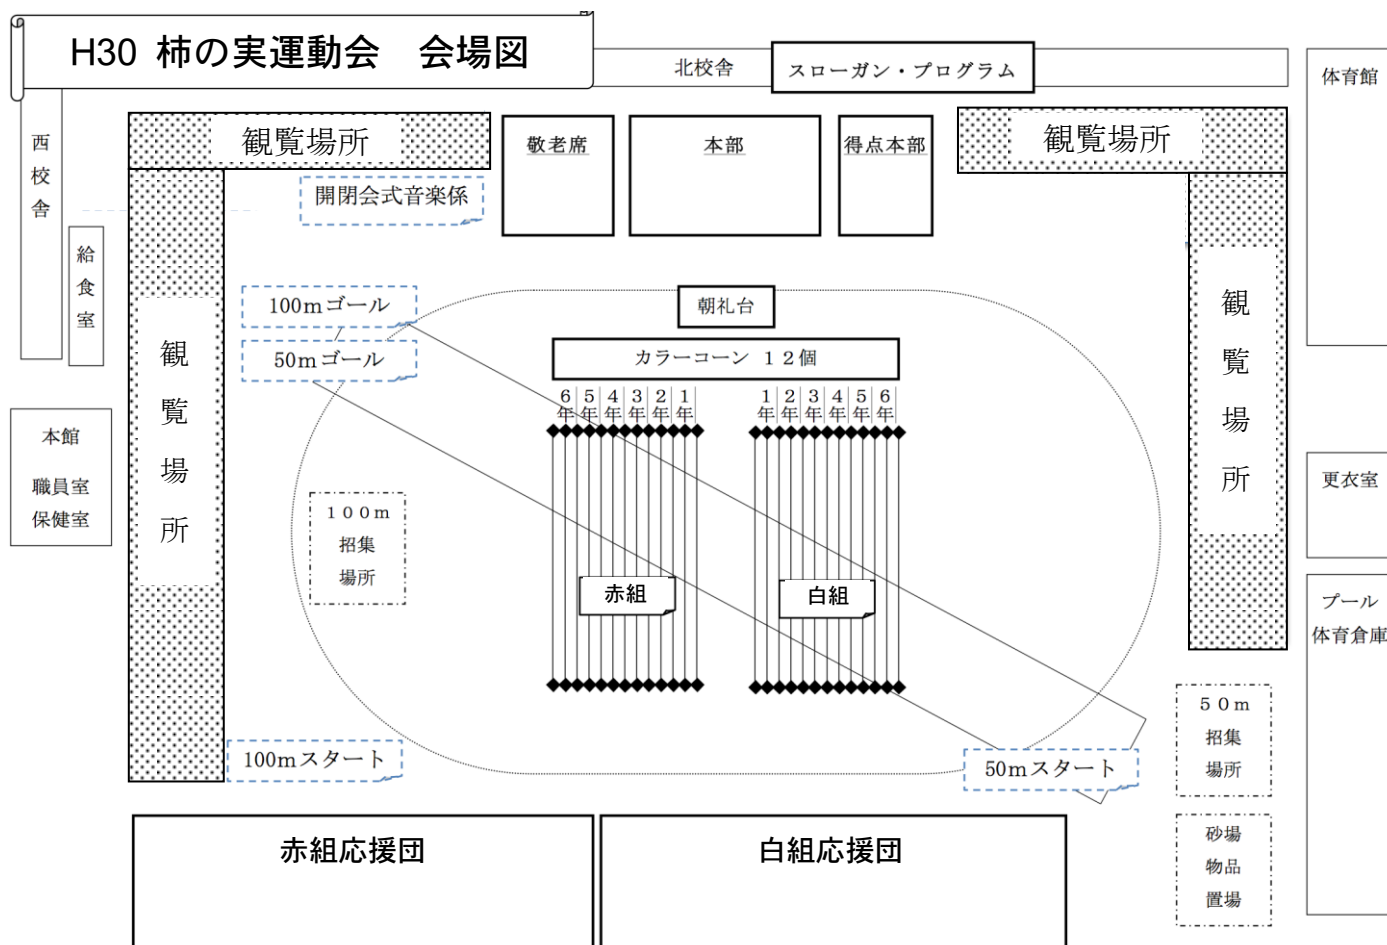 H30 柿の実運動会 会場図
北校舎
スローガン・プログラム
体育館
西校舎
観覧場所
敬老席
本部
得点本部
観覧場所
開閉会式音楽係
給食室
100mゴール
朝礼台
50mゴール
カラーコーン 12個
観覧場所
観覧場所
6年 5年 4年 3年 2年 1年
1年 2年 3年 4年 5年 6年
本館
職員室
保健室
更衣室
100m
招集
場所
赤組
白組
プール
体育倉庫
50m
招集
場所
100mスタート
50mスタート
赤組応援団
白組応援団
砂場
物品
置場